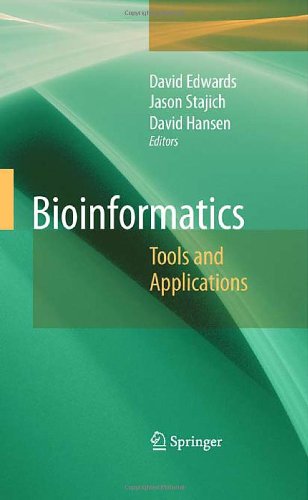 David Edwards
Jason Stajich
David Hansen
Editors
Bioinformatics
Tools and
Applications
Springer